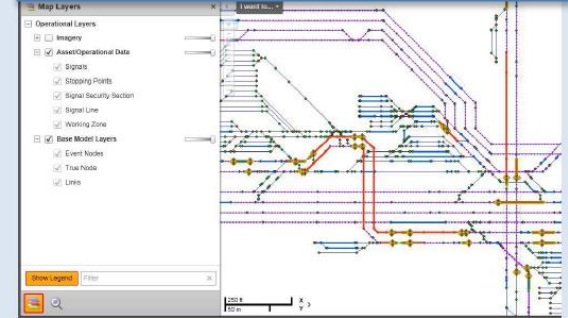 Map Layers
I want to...
Operational Layers
Imagery
Asset/Operational Data
Signals
Stopping Points
Signal Security Section
Signal Line
Working Zone
Base Model Layers
Event Nodes
True Node
Links
Show Legend
Filter
250 ft
50 m
X
Y